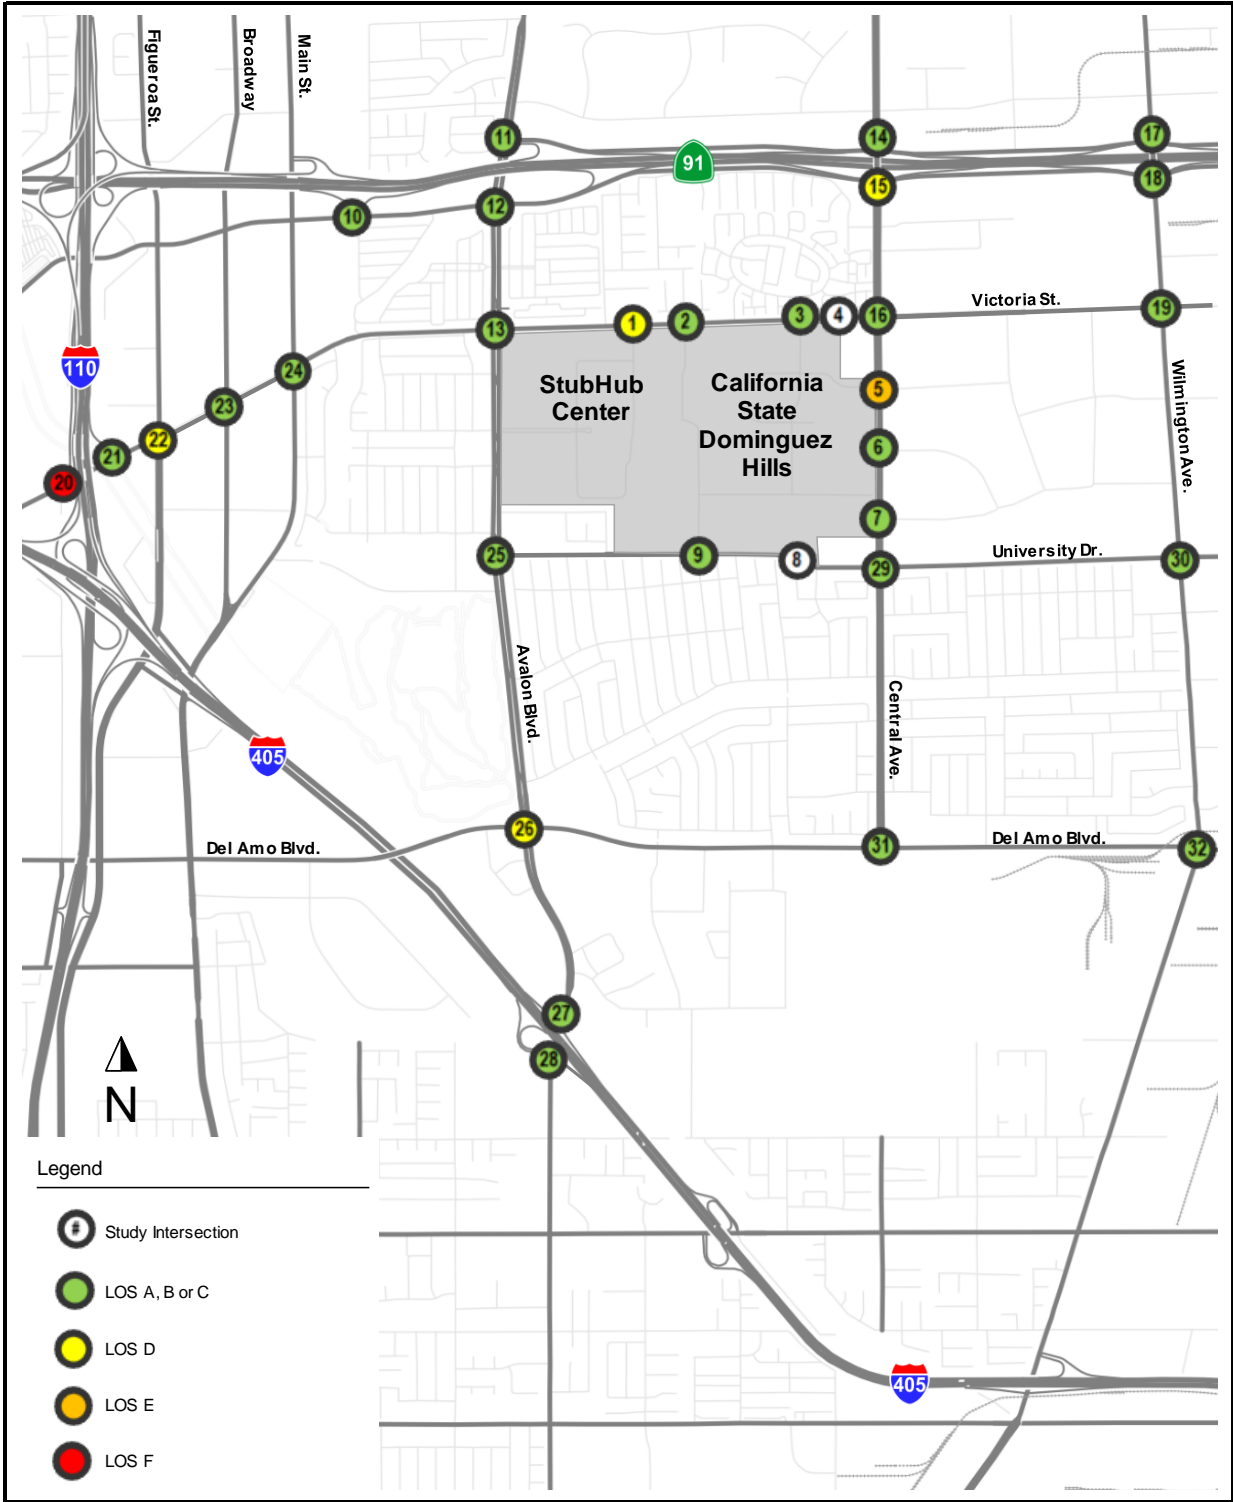 Figueroa St.
Broadway
Main St.
11
14
17
91
15
18
12
10
Victoria St.
1
2
3
4
16
19
13
110
24
StubHub
Center
California
State
Dominguez
Hills
5
Wilmington Ave.
23
22
21
6
20
7
25
9
8
29
University Dr.
30
Avalon Blvd.
Central Ave.
405
26
Del Amo Blvd.
31
Del Amo Blvd.
32
27
28
N
Legend
# Study Intersection
LOS A, B or C
LOS D
LOS E
LOS F
405